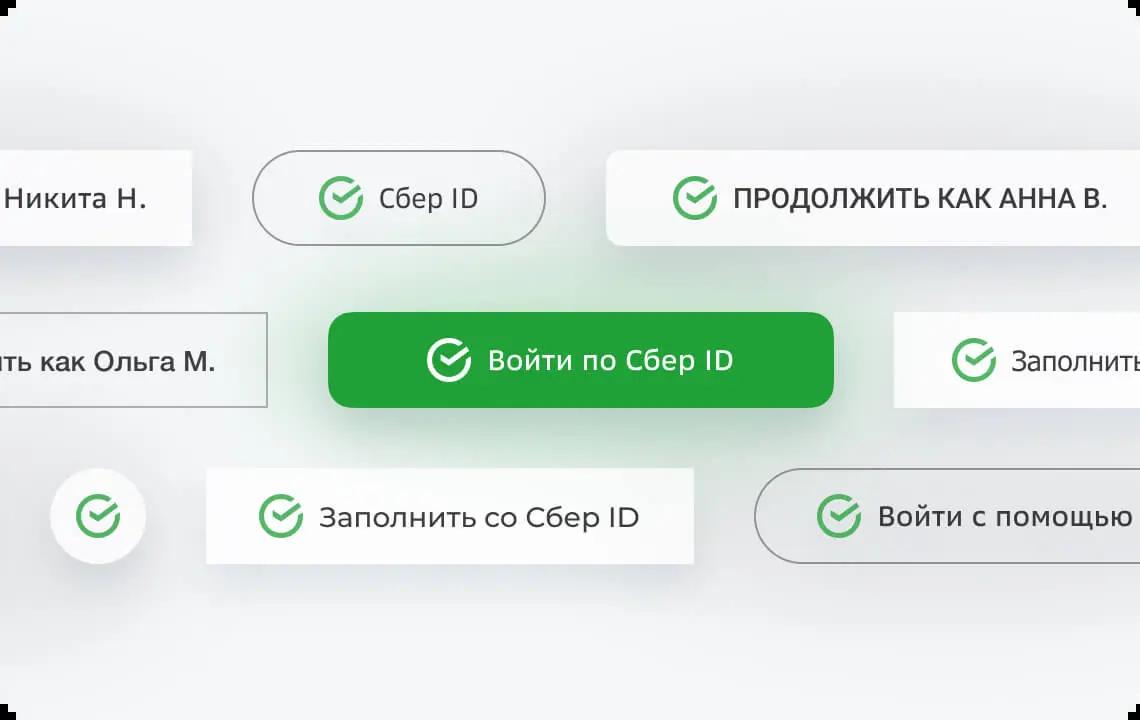 Никита Н.
Сбер ID
ПРОДОЛЖИТЬ КАК АННА В.
как Ольга М.
Войти по Сбер ID
Заполнить
Заполнить со Сбер ID
Войти с помощью